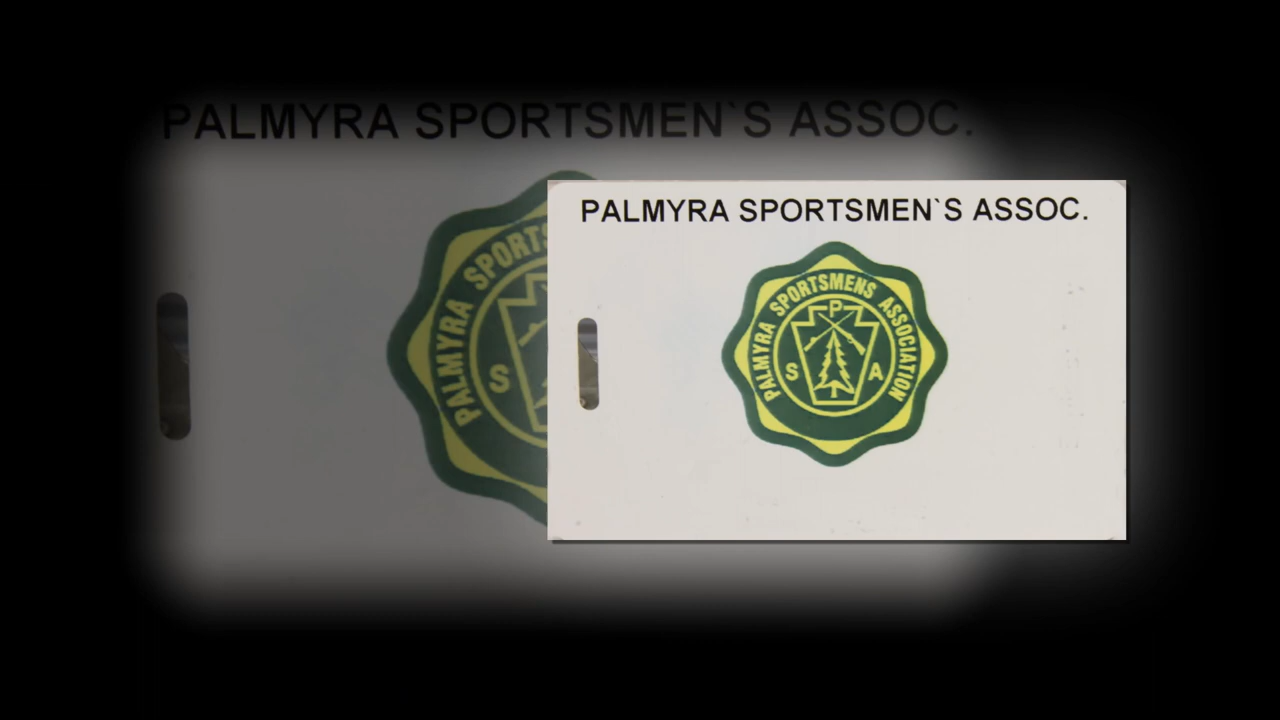 PALMYRA SPORTSMEN`S ASSOC.
PALMYRA SPORTS
S
PALMYRA SPORTSMEN`S ASSOC.
PALMYRA SPORTSMENS ASSOCIATION
P
S A